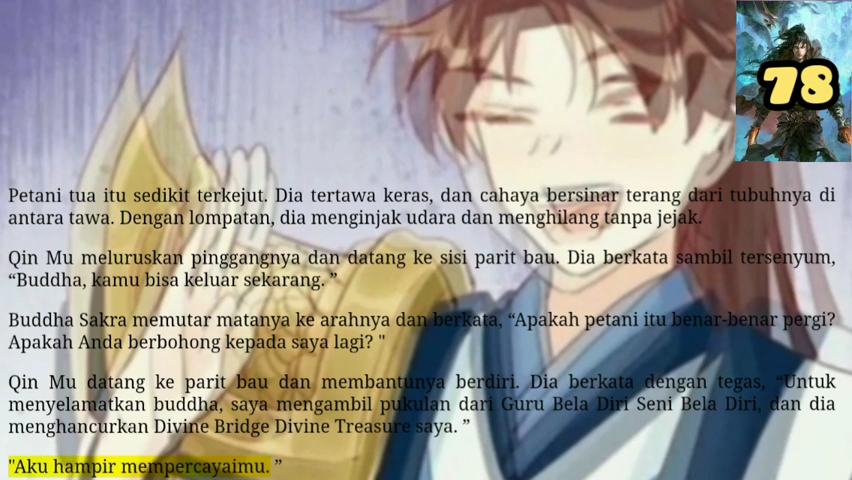 78
Petani tua itu sedikit terkejut. Dia tertawa keras, dan cahaya bersinar terang dari tubuhnya di
antara tawa. Dengan lompatan, dia menginjak udara dan menghilang tanpa jejak.
Qin Mu meluruskan pinggangnya dan datang ke sisi parit bau. Dia berkata sambil tersenyum,
“Buddha, kamu bisa keluar sekarang. ”
Buddha Sakra memutar matanya ke arahnya dan berkata, “Apakah petani itu benar-benar pergi?
Apakah Anda berbohong kepada saya lagi? "
Qin Mu datang ke parit bau dan membantunya berdiri. Dia berkata dengan tegas, “Untuk
menyelamatkan buddha, saya mengambil pukulan dari Guru Bela Diri Seni Bela Diri, dan dia
menghancurkan Divine Bridge Divine Treasure saya. ”
"Aku hampir mempercayaimu. ”